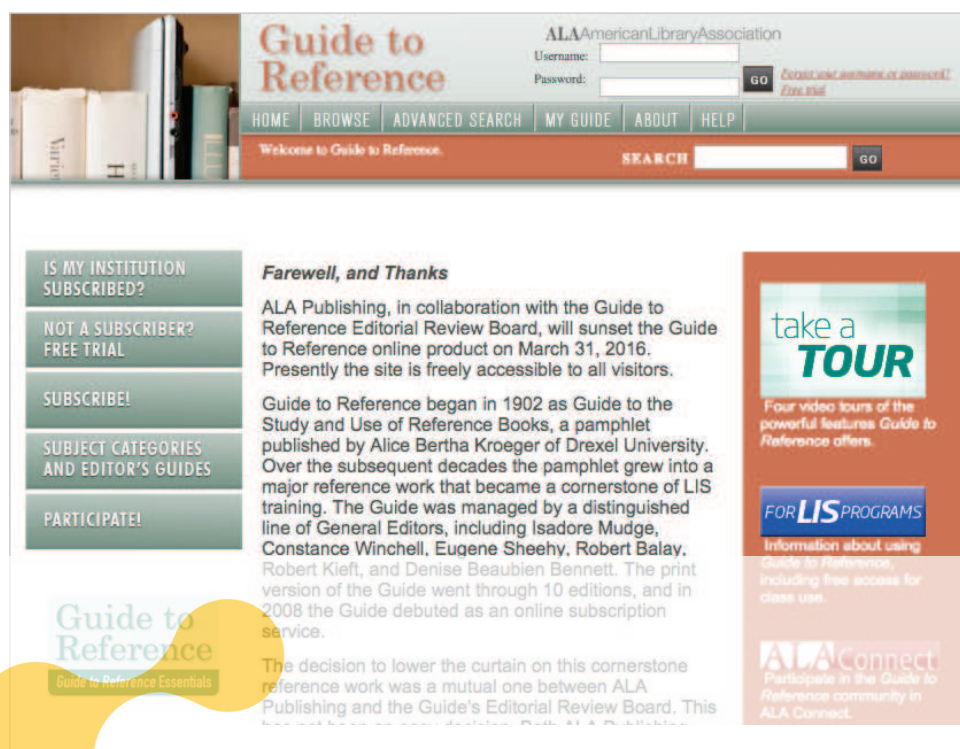 Guide to
Reference
ALAAmericanLibraryAssociation
Username:
Password:
GO
Forgot your username or password?
Free trial
HOME BROWSE ADVANCED SEARCH MY GUIDE ABOUT HELP
Welcome to Guide to Reference.
SEARCH
GO
IS MY INSTITUTION
SUBSCRIBED?
NOT A SUBSCRIBER?
FREE TRIAL
SUBSCRIBE!
SUBJECT CATEGORIES
AND EDITOR'S GUIDES
PARTICIPATE!
Guide to
Reference
Guide to Reference Essentials
Farewell, and Thanks
ALA Publishing, in collaboration with the Guide to
Reference Editorial Review Board, will sunset the Guide
to Reference online product on March 31, 2016.
Presently the site is freely accessible to all visitors.
Guide to Reference began in 1902 as Guide to the
Study and Use of Reference Books, a pamphlet
published by Alice Bertha Kroeger of Drexel University.
Over the subsequent decades the pamphlet grew into a
major reference work that became a cornerstone of LIS
training. The Guide was managed by a distinguished
line of General Editors, including Isadore Mudge,
Constance Winchell, Eugene Sheehy, Robert Balay,
Robert Kieft, and Denise Beaubien Bennett. The print
version of the Guide went through 10 editions, and in
2008 the Guide debuted as an online subscription
service.
The decision to lower the curtain on this cornerstone
reference work was a mutual one between ALA
Publishing and the Guide's Editorial Review Board. This
take a
TOUR
Four video tours of the
powerful features Guide to
Reference offers.
FOR LIS PROGRAMS
Information about using
Guide to Reference,
including free access for
class use.
ALAConnect
Participate in the Guide to
Reference community in
ALA Connect.